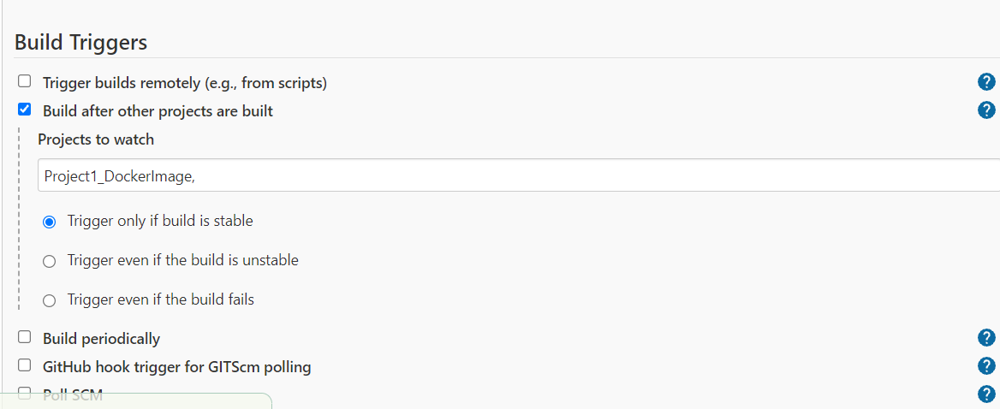 Build Triggers
Trigger builds remotely (e.g., from scripts)
?
Build after other projects are built
?
Projects to watch
Project1_DockerImage,
Trigger only if build is stable
Trigger even if the build is unstable
Trigger even if the build fails
Build periodically
?
GitHub hook trigger for GITScm polling
?
Poll SCM
?